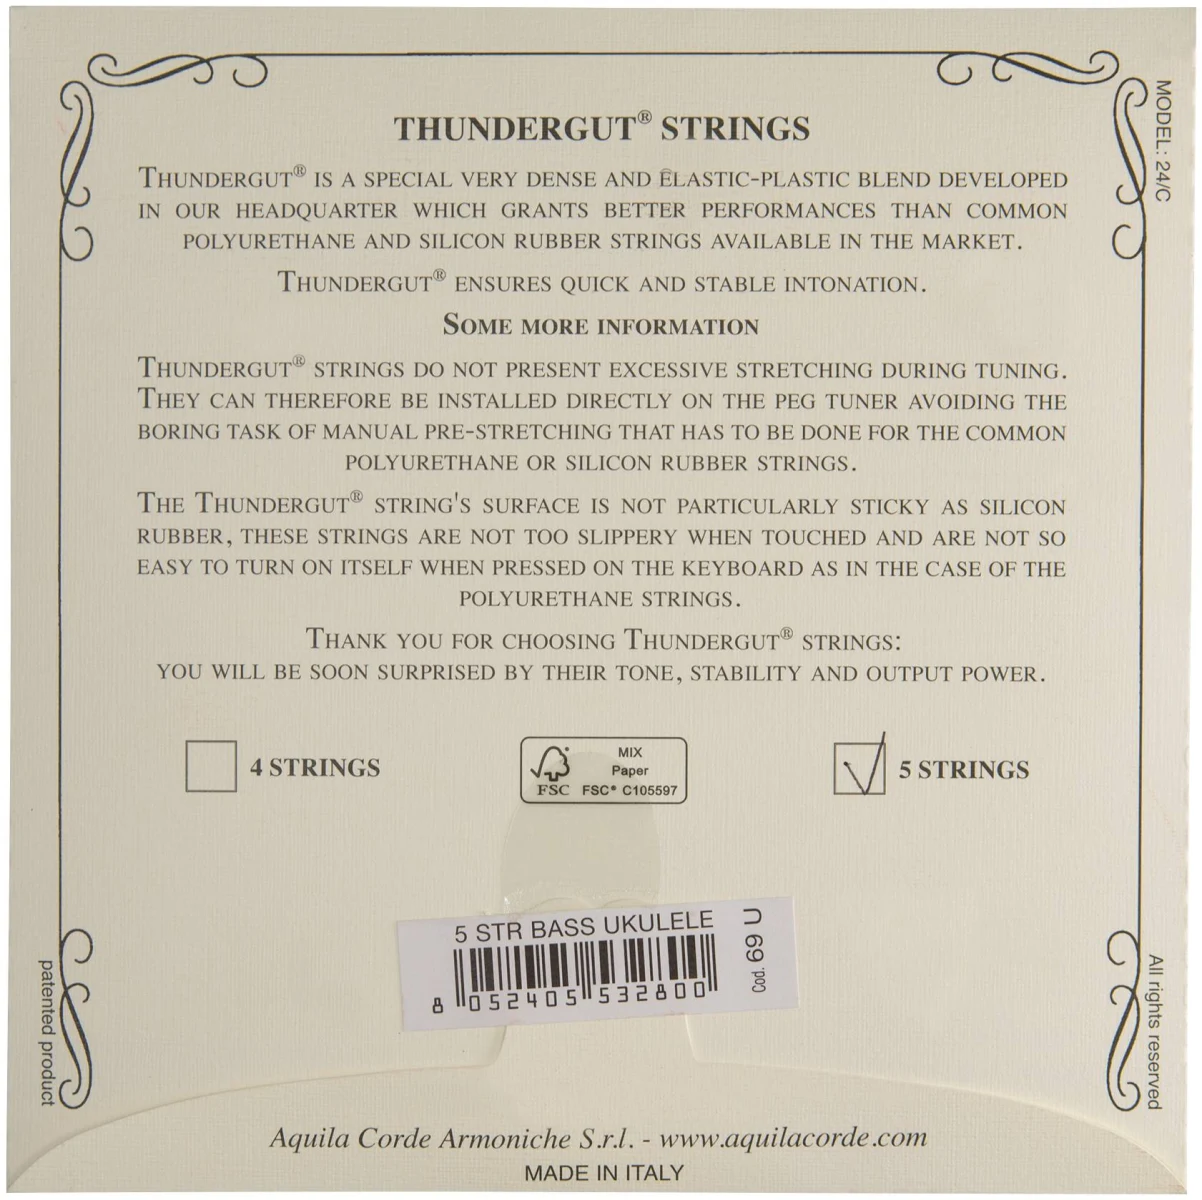 THUNDERGUT® STRINGS
THUNDERGUT® IS A SPECIAL VERY DENSE AND ELASTIC-PLASTIC BLEND DEVELOPED
IN OUR HEADQUARTER WHICH GRANTS BETTER PERFORMANCES THAN COMMON
POLYURETHANE AND SILICON RUBBER STRINGS AVAILABLE IN THE MARKET.
THUNDERGUT® ENSURES QUICK AND STABLE INTONATION.
SOME MORE INFORMATION
THUNDERGUT® STRINGS DO NOT PRESENT EXCESSIVE STRETCHING DURING TUNING.
THEY CAN THEREFORE BE INSTALLED DIRECTLY ON THE PEG TUNER AVOIDING THE
BORING TASK OF MANUAL PRE-STRETCHING THAT HAS TO BE DONE FOR THE COMMON
POLYURETHANE OR SILICON RUBBER STRINGS.
THE THUNDERGUT® STRING'S SURFACE IS NOT PARTICULARLY STICKY AS SILICON
RUBBER, THESE STRINGS ARE NOT TOO SLIPPERY WHEN TOUCHED AND ARE NOT SO
EASY TO TURN ON ITSELF WHEN PRESSED ON THE KEYBOARD AS IN THE CASE OF THE
POLYURETHANE STRINGS.
THANK YOU FOR CHOOSING THUNDERGUT® STRINGS:
YOU WILL BE SOON SURPRISED BY THEIR TONE, STABILITY AND OUTPUT POWER.
4 STRINGS
MIX
Paper
FSC® C105597
FSC
5 STRINGS
5 STR BASS UKULELE
8 052405 532800
Cod. 69 U
MODEL: 24/C
patented product
All rights reserved
Aquila Corde Armoniche S.r.l. - www.aquilacorde.com
MADE IN ITALY